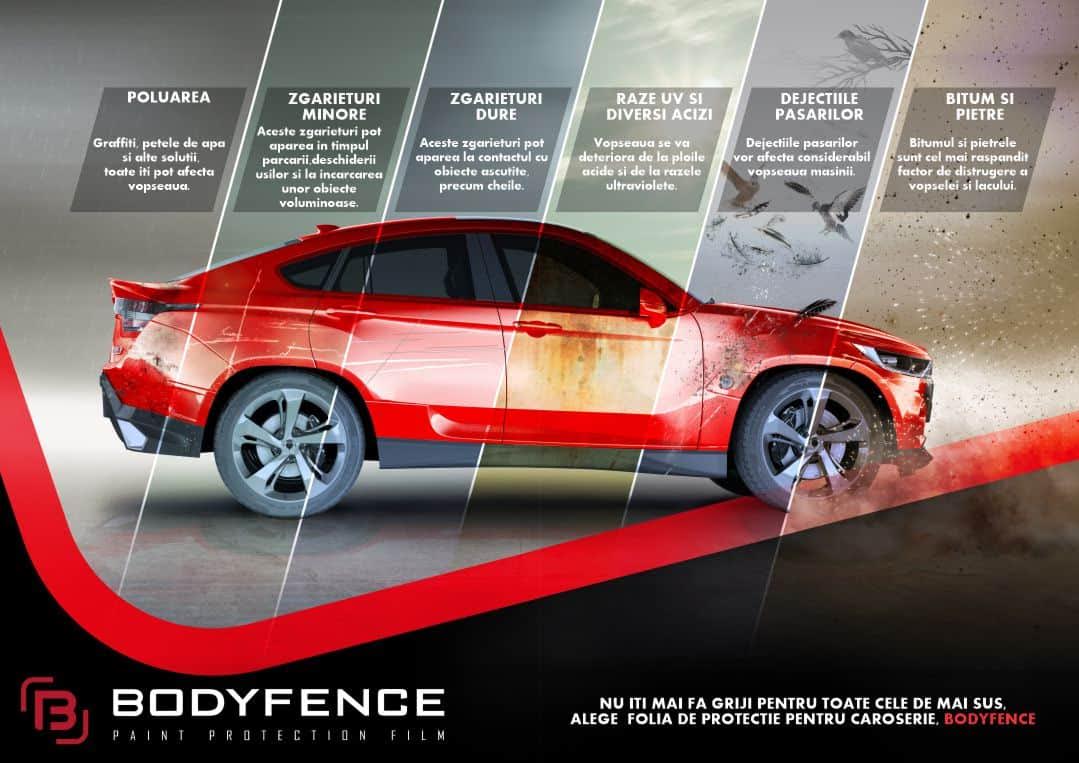 POLUAREA
Graffiti, petele de apa
si alte solutii,
toate iti pot afecta
vopseaua.
ZGARIETURI
MINORE
Aceste zgarieturi pot
aparea in timpul
parcarii,deschiderii
usilor si la incarcarea
unor obiecte
voluminoase.
ZGARIETURI
DURE
Aceste zgarieturi pot
aparea la contactul cu
obiecte ascutite,
precum cheile.
RAZE UV SI
DIVERSI ACIZI
Vopseaua se va
deteriora de la ploile
acide si de la razele
ultraviolete.
DEJECTIILE
PASARILOR
Dejectiile pasarilor
vor afecta considerabil
vopseaua masinii.
BITUM SI
PIETRE
Bitumul si pietrele
sunt cel mai raspandit
factor de distrugere a
vopselei si lacului.
B
BODYFENCE
PAINT PROTECTION FILM
NU ITI MAI FA GRIJI PENTRU TOATE CELE DE MAI SUS,
ALEGE FOLIA DE PROTECTIE PENTRU CAROSERIE, BODYFENCE